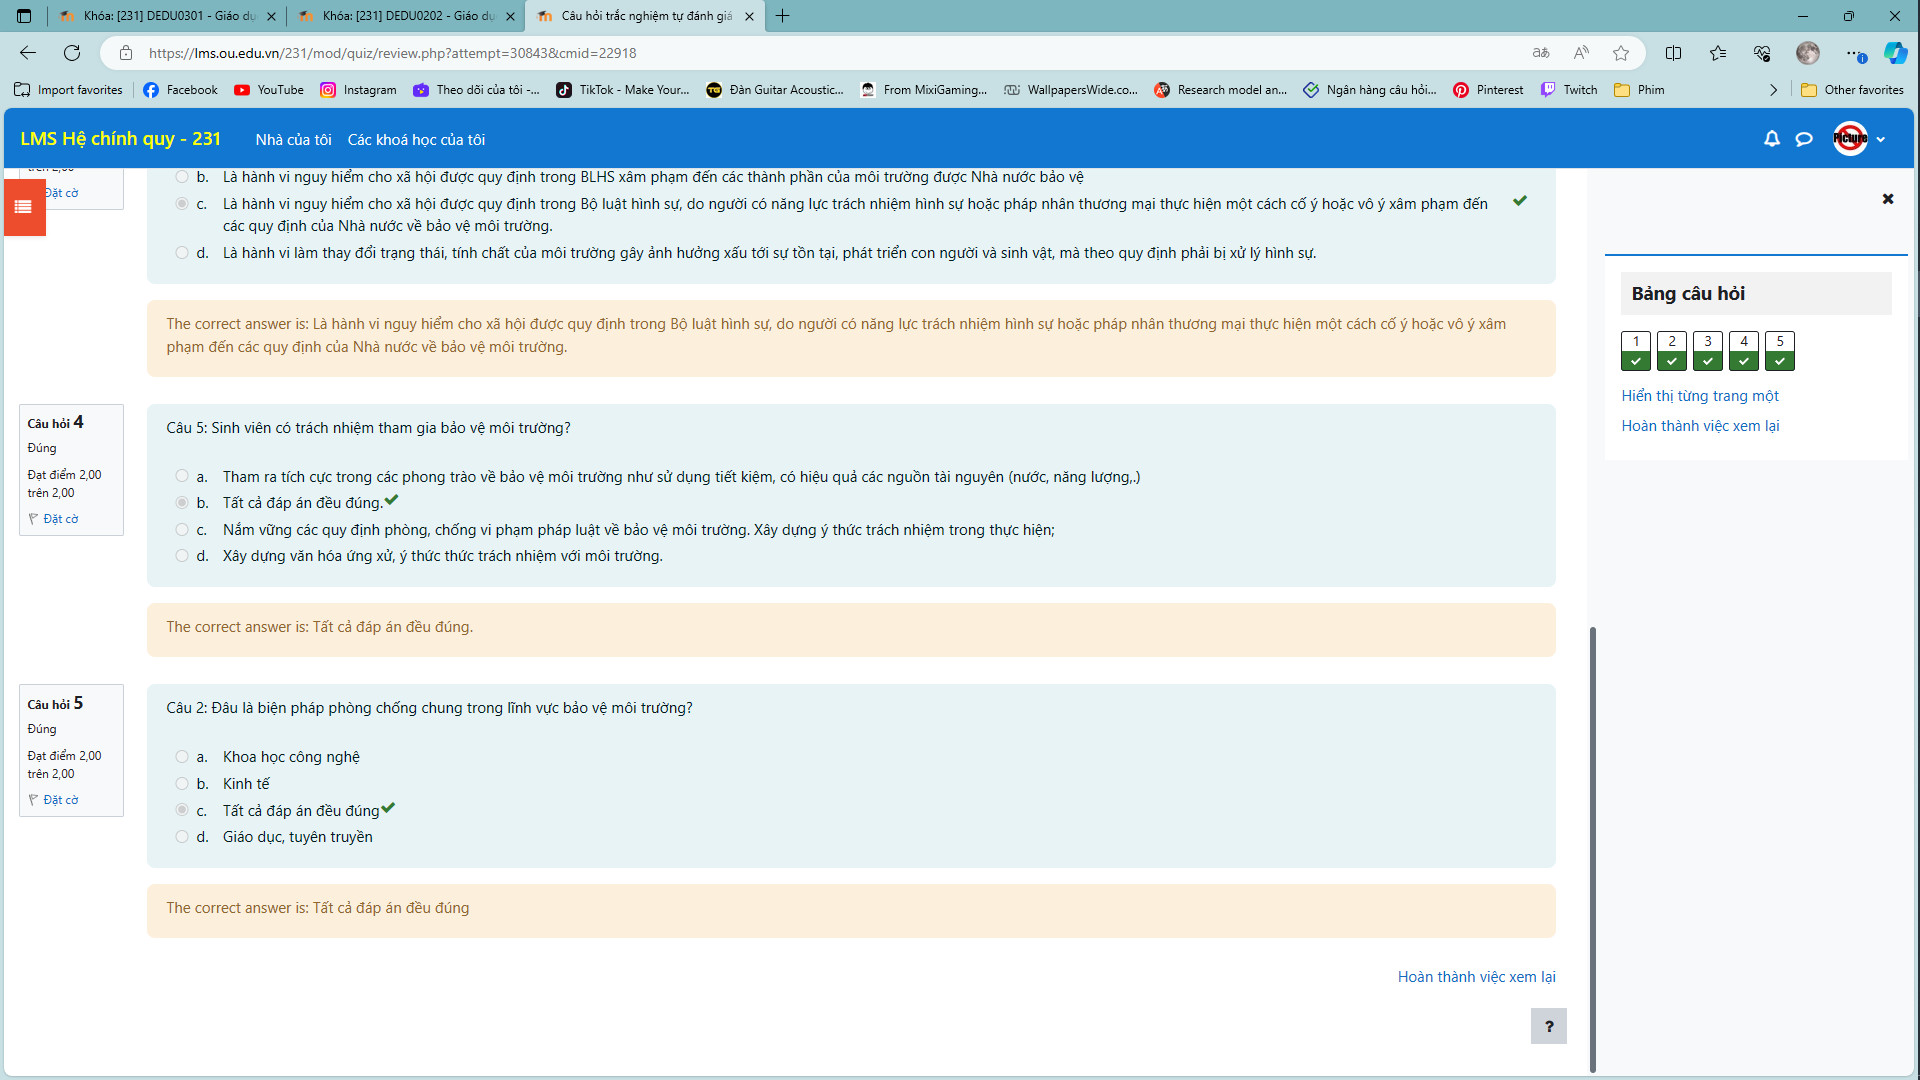 Khóa: [231] DEDU0301 - Giáo dụ
Khóa: [231] DEDU0202 - Giáo dụ
Câu hỏi trắc nghiệm tự đánh giá
https://lms.ou.edu.vn/231/mod/quiz/review.php?attempt=30843&cmid=22918
Import favorites
Facebook
YouTube
Instagram
Theo dõi của tôi -...
TikTok - Make Your...
Đàn Guitar Acoustic...
From MixiGaming...
WallpapersWide.co...
Research model an...
Ngân hàng câu hỏi...
Pinterest
Twitch
Phim
Other favorites
LMS Hệ chính quy - 231
Nhà của tôi
Các khoá học của tôi
Picture
trên 2,00
Đặt cờ
b. Là hành vi nguy hiểm cho xã hội được quy định trong BLHS xâm phạm đến các thành phần của môi trường được Nhà nước bảo vệ
c. Là hành vi nguy hiểm cho xã hội được quy định trong Bộ luật hình sự, do người có năng lực trách nhiệm hình sự hoặc pháp nhân thương mại thực hiện một cách cố ý hoặc vô ý xâm phạm đến
các quy định của Nhà nước về bảo vệ môi trường.
d. Là hành vi làm thay đổi trạng thái, tính chất của môi trường gây ảnh hưởng xấu tới sự tồn tại, phát triển con người và sinh vật, mà theo quy định phải bị xử lý hình sự.
The correct answer is: Là hành vi nguy hiểm cho xã hội được quy định trong Bộ luật hình sự, do người có năng lực trách nhiệm hình sự hoặc pháp nhân thương mại thực hiện một cách cố ý hoặc vô ý xâm
phạm đến các quy định của Nhà nước về bảo vệ môi trường.
Câu hỏi 4
Đúng
Đạt điểm 2,00
trên 2,00
Đặt cờ
Câu 5: Sinh viên có trách nhiệm tham gia bảo vệ môi trường?
a. Tham ra tích cực trong các phong trào về bảo vệ môi trường như sử dụng tiết kiệm, có hiệu quả các nguồn tài nguyên (nước, năng lượng,.)
b. Tất cả đáp án đều đúng.
c. Nắm vững các quy định phòng, chống vi phạm pháp luật về bảo vệ môi trường. Xây dựng ý thức trách nhiệm trong thực hiện;
d. Xây dựng văn hóa ứng xử, ý thức thức trách nhiệm với môi trường.
The correct answer is: Tất cả đáp án đều đúng.
Câu hỏi 5
Đúng
Đạt điểm 2,00
trên 2,00
Đặt cờ
Câu 2: Đâu là biện pháp phòng chống chung trong lĩnh vực bảo vệ môi trường?
a. Khoa học công nghệ
b. Kinh tế
c. Tất cả đáp án đều đúng
d. Giáo dục, tuyên truyền
The correct answer is: Tất cả đáp án đều đúng
Hoàn thành việc xem lại
?
Bảng câu hỏi
1 2 3 4 5
Hiển thị từng trang một
Hoàn thành việc xem lại